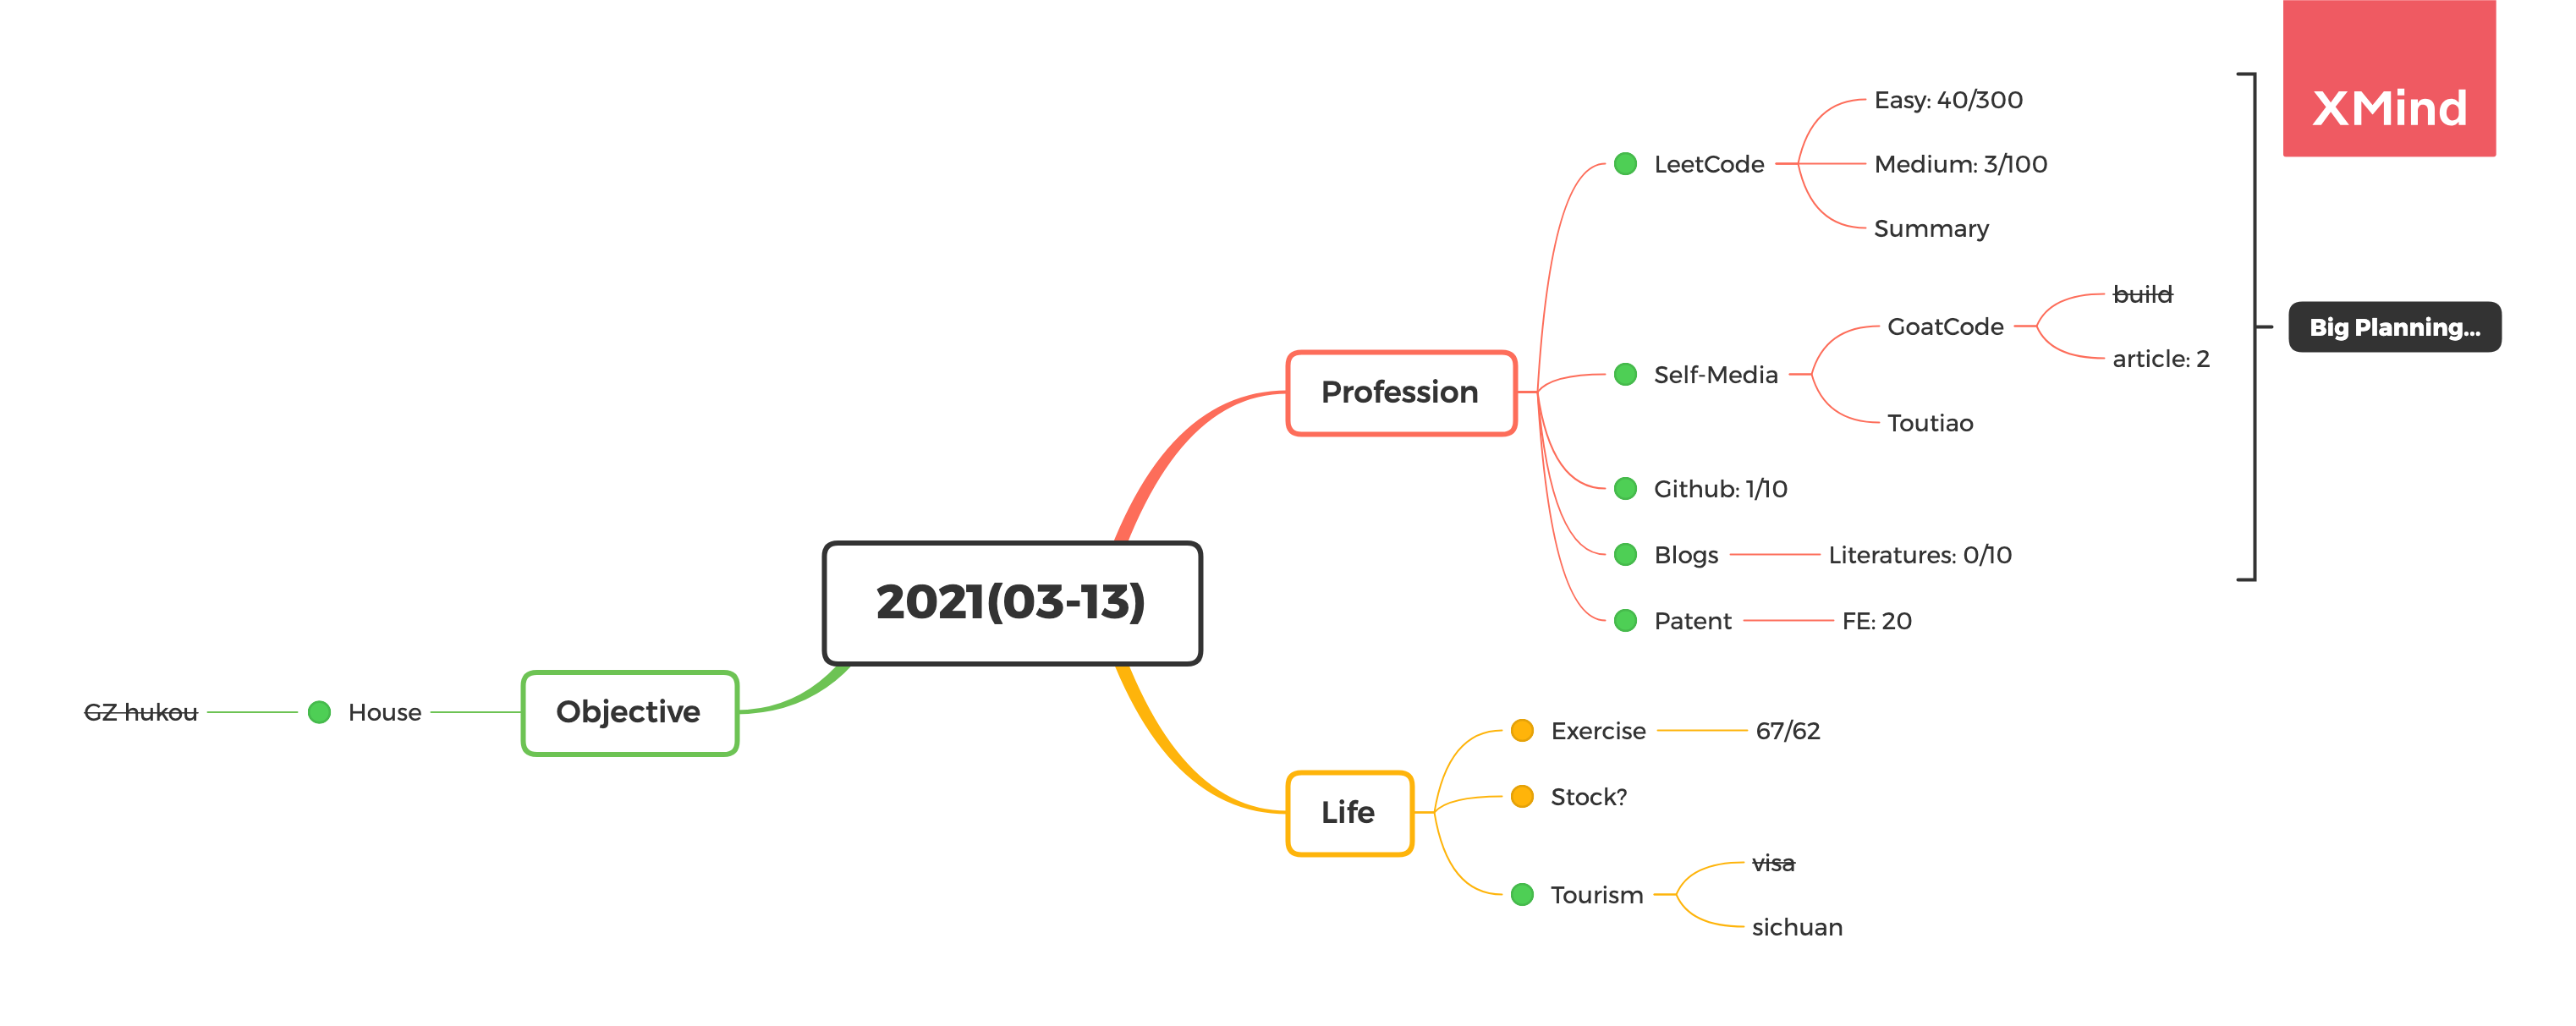 XMind
Easy: 40/300
LeetCode
Medium: 3/100
Summary
build
GoatCode
article: 2
Self-Media
Toutiao
Big Planning...
Profession
Github: 1/10
Blogs
Literatures: 0/10
Patent
FE: 20
2021(03-13)
GZ hukou
House
Objective
Exercise
67/62
Stock?
Life
visa
Tourism
sichuan